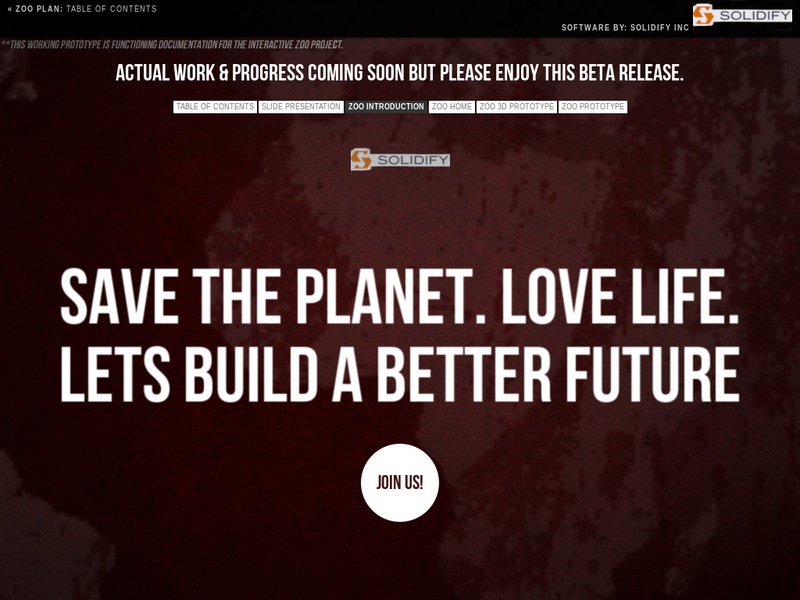 « ZOO PLAN: TABLE OF CONTENTS
SOFTWARE BY: SOLIDIFY INC SOLIDIFY
**THIS WORKING PROTOTYPE IS FUNCTIONING DOCUMENTATION FOR THE INTERACTIVE ZOO PROJECT.
ACTUAL WORK & PROGRESS COMING SOON BUT PLEASE ENJOY THIS BETA RELEASE.
TABLE OF CONTENTS SLIDE PRESENTATION ZOO INTRODUCTION ZOO HOME ZOO 3D PROTOTYPE ZOO PROTOTYPE
SOLIDIFY
SAVE THE PLANET. LOVE LIFE.
LETS BUILD A BETTER FUTURE
JOIN US!